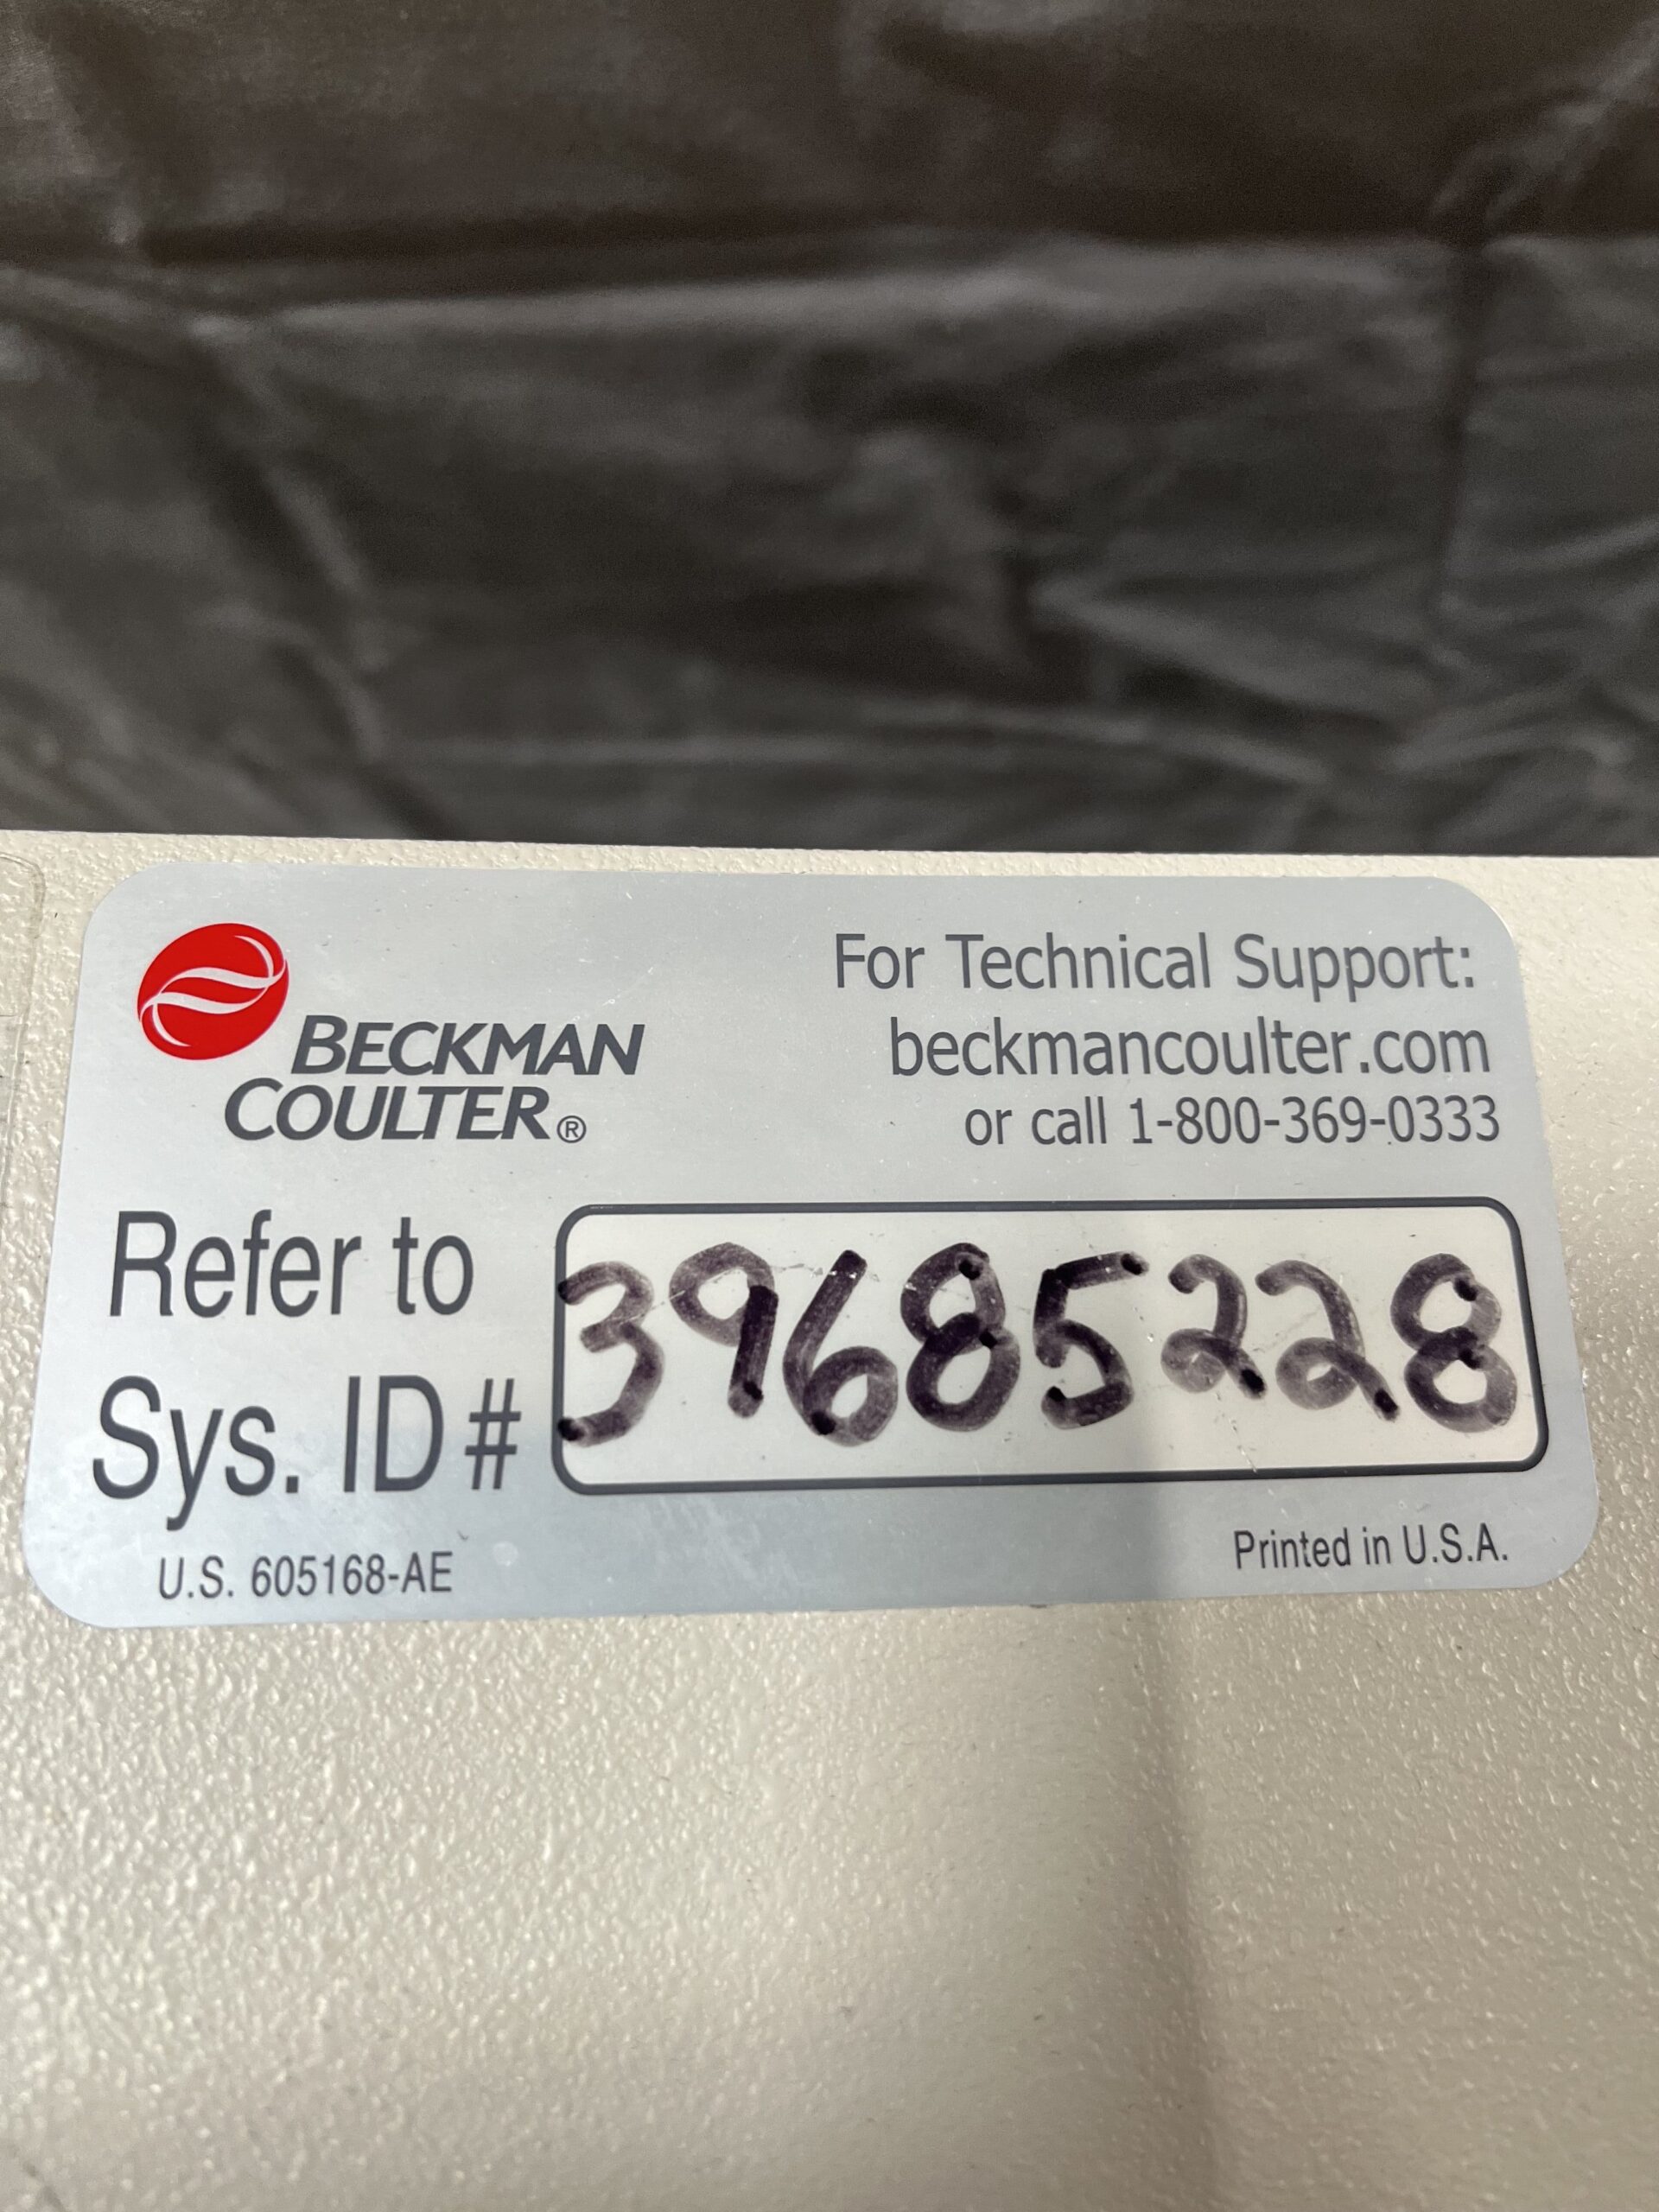 BECKMAN
COULTER®
For Technical Support:
beckmancoulter.com
or call 1-800-369-0333
Refer to
Sys. ID # 39685228
U.S. 605168-AE
Printed in U.S.A.